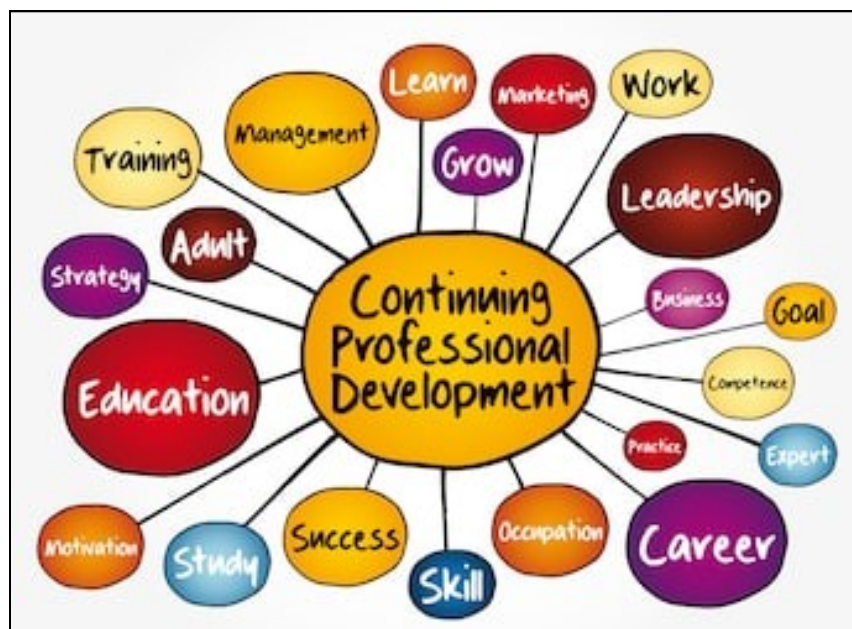 Learn
Marketing
Work
Management
Training
Grow
Leadership
Adult
Strategy
Business
Goal
Continuing
Professional
Development
Education
Competence
Practice
Expert
Motivation
Study
Success
Skill
Occupation
Career